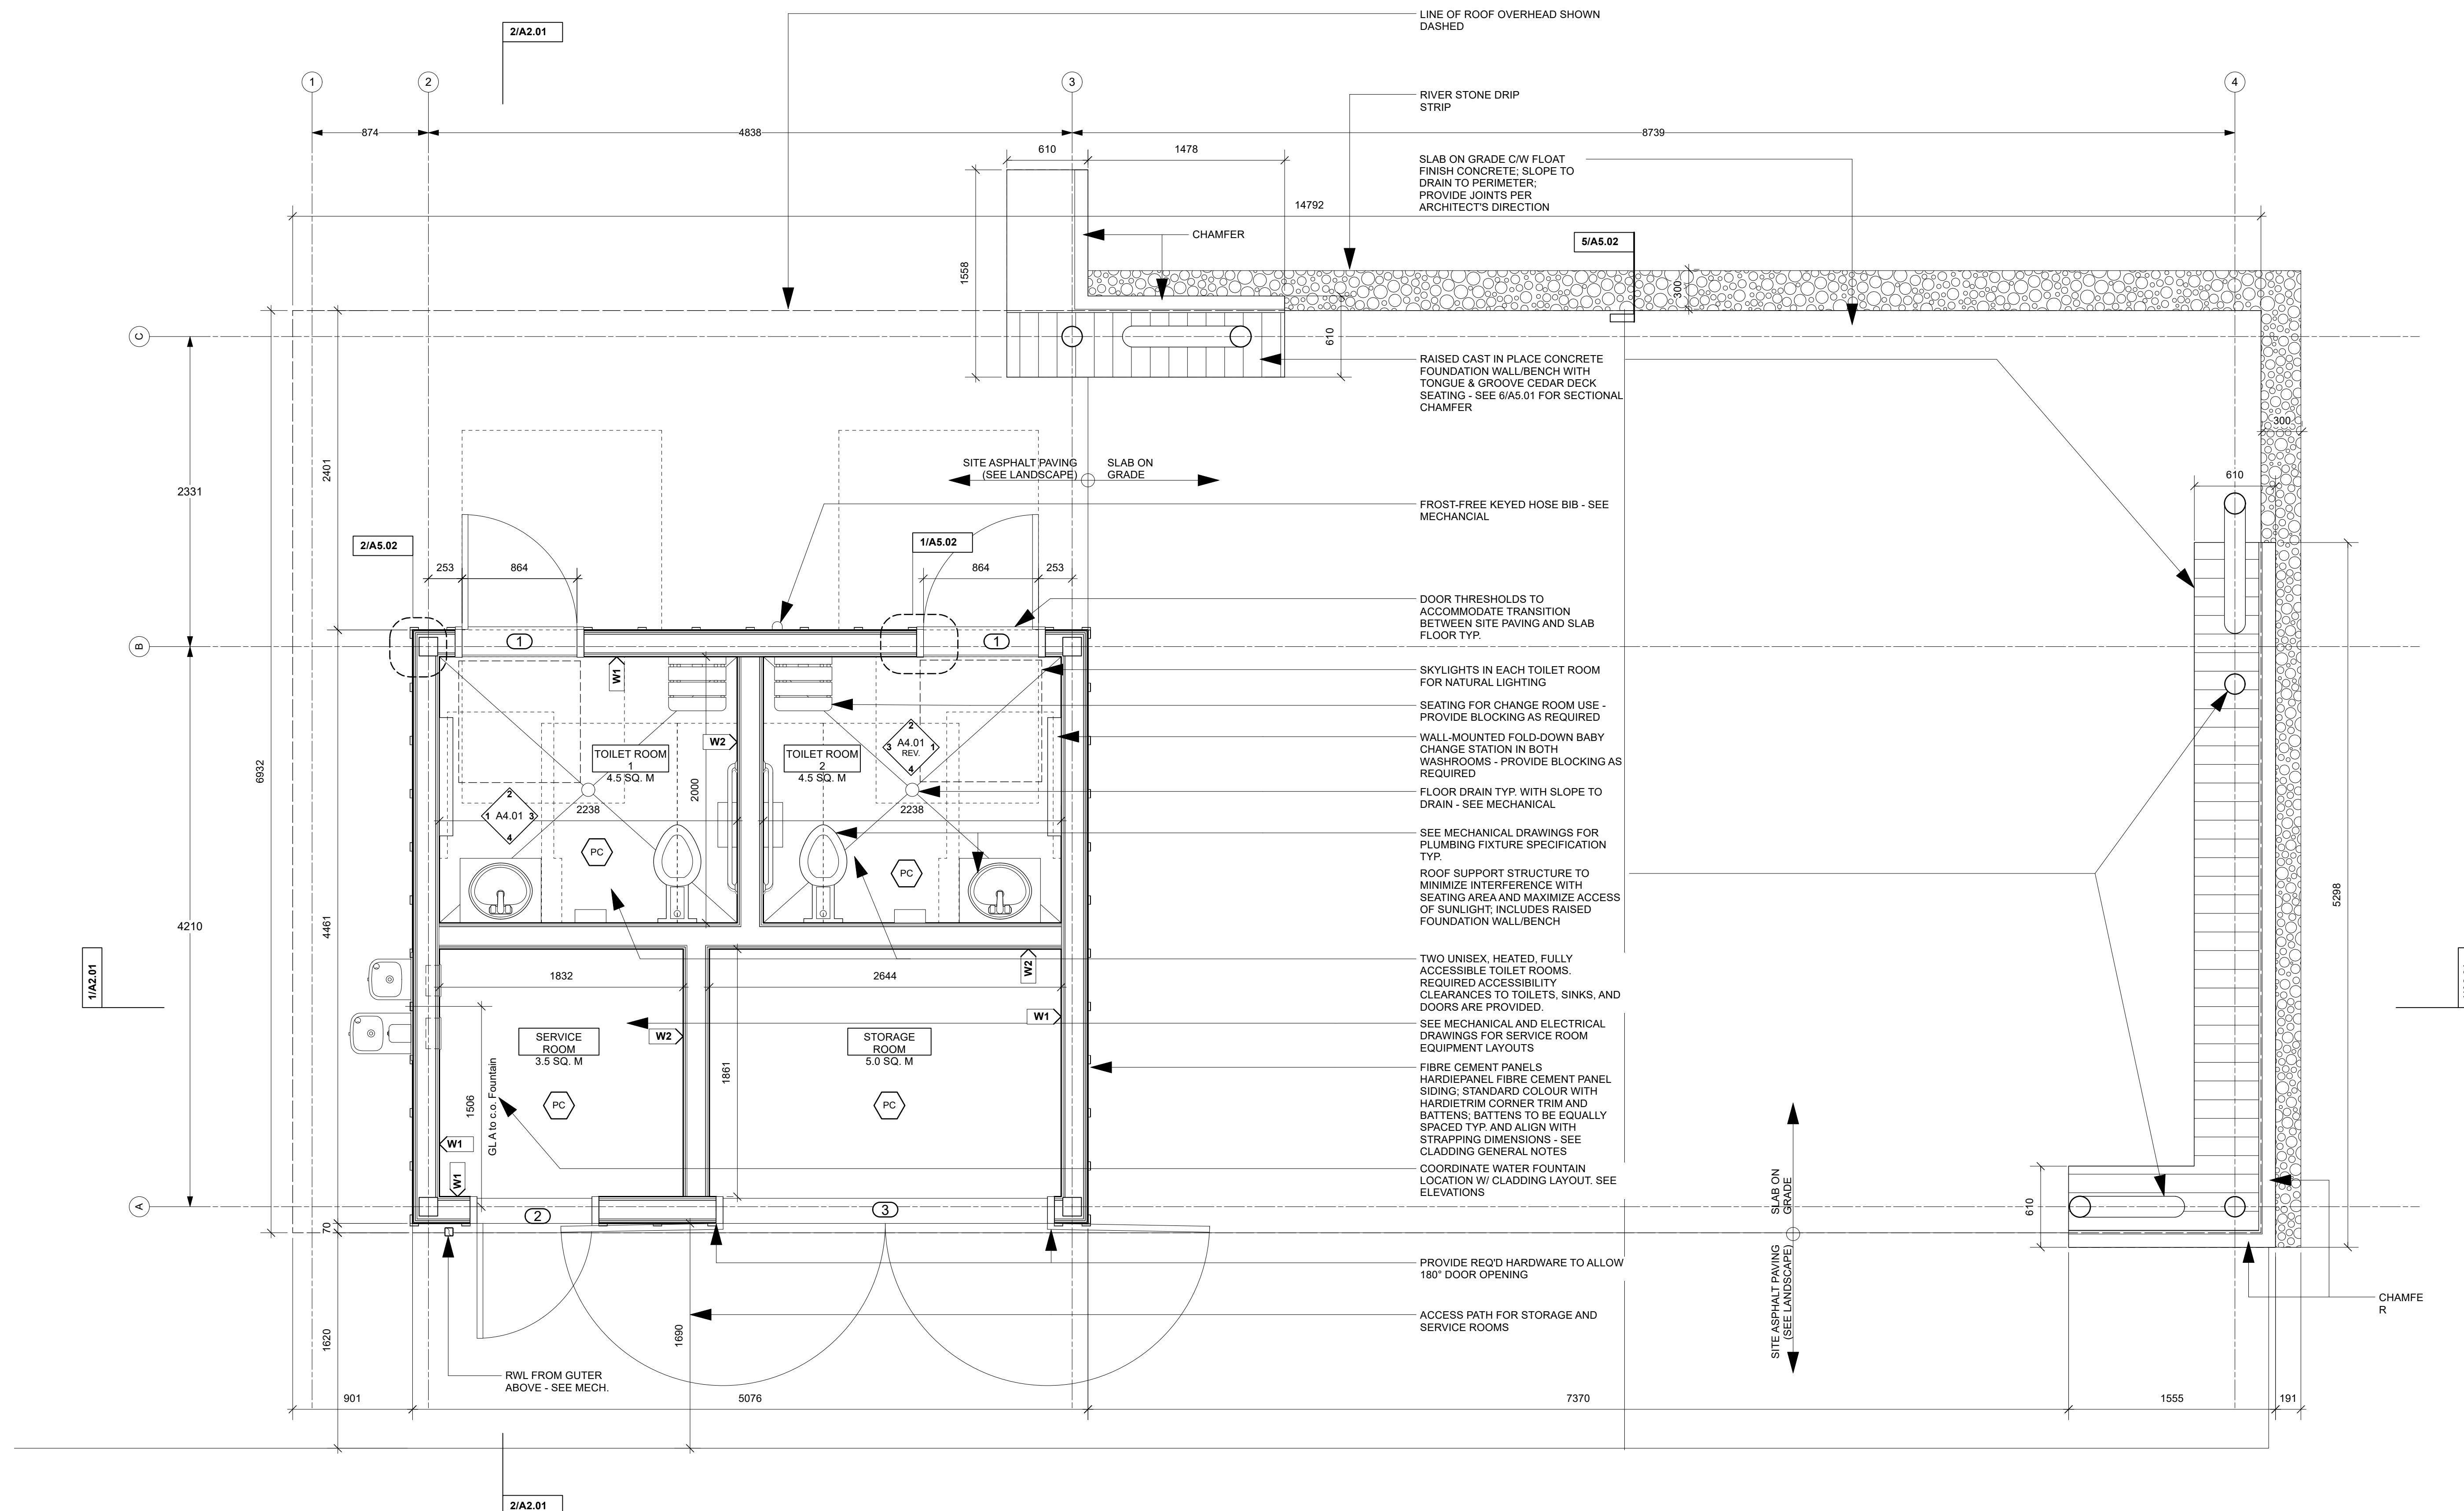 LINE OF ROOF OVERHEAD SHOWN
DASHED
2/A2.01
1
2
3
4
RIVER STONE DRIP
STRIP
874
4838
8739
610
1478
SLAB ON GRADE C/W FLOAT
FINISH CONCRETE; SLOPE TO
DRAIN TO PERIMETER;
PROVIDE JOINTS PER
ARCHITECT'S DIRECTION
14792
CHAMFER
5/A5.02
1558
300
C
610
RAISED CAST IN PLACE CONCRETE
FOUNDATION WALL/BENCH WITH
TONGUE & GROOVE CEDAR DECK
SEATING - SEE 6/A5.01 FOR SECTIONAL
CHAMFER
300
2401
2331
SITE ASPHALT PAVING
(SEE LANDSCAPE)
SLAB ON
GRADE
610
FROST-FREE KEYED HOSE BIB - SEE
MECHANCIAL
2/A5.02
1/A5.02
253
864
864
253
DOOR THRESHOLDS TO
ACCOMMODATE TRANSITION
BETWEEN SITE PAVING AND SLAB
FLOOR TYP.
B
1
1
W1
SKYLIGHTS IN EACH TOILET ROOM
FOR NATURAL LIGHTING
SEATING FOR CHANGE ROOM USE -
PROVIDE BLOCKING AS REQUIRED
W2
TOILET ROOM
1
4.5 SQ. M
TOILET ROOM
2
4.5 SQ. M
2
3 A4.01 1
REV.
4
WALL-MOUNTED FOLD-DOWN BABY
CHANGE STATION IN BOTH
WASHROOMS - PROVIDE BLOCKING AS
REQUIRED
6932
2000
2
1 A4.01 3
4
2238
2238
FLOOR DRAIN TYP. WITH SLOPE TO
DRAIN - SEE MECHANICAL
PC
PC
SEE MECHANICAL DRAWINGS FOR
PLUMBING FIXTURE SPECIFICATION
TYP.
ROOF SUPPORT STRUCTURE TO
MINIMIZE INTERFERENCE WITH
SEATING AREA AND MAXIMIZE ACCESS
OF SUNLIGHT; INCLUDES RAISED
FOUNDATION WALL/BENCH
5298
4210
4461
1/A2.01
1832
2644
W2
TWO UNISEX, HEATED, FULLY
ACCESSIBLE TOILET ROOMS.
REQUIRED ACCESSIBILITY
CLEARANCES TO TOILETS, SINKS, AND
DOORS ARE PROVIDED.
W1
SERVICE
ROOM
3.5 SQ. M
W2
STORAGE
ROOM
5.0 SQ. M
SEE MECHANICAL AND ELECTRICAL
DRAWINGS FOR SERVICE ROOM
EQUIPMENT LAYOUTS
1861
1506
GL A to c.o. Fountain
PC
PC
FIBRE CEMENT PANELS
HARDIEPANEL FIBRE CEMENT PANEL
SIDING; STANDARD COLOUR WITH
HARDIETRIM CORNER TRIM AND
BATTENS; BATTENS TO BE EQUALLY
SPACED TYP. AND ALIGN WITH
STRAPPING DIMENSIONS - SEE
CLADDING GENERAL NOTES
W1
W1
COORDINATE WATER FOUNTAIN
LOCATION W/ CLADDING LAYOUT. SEE
ELEVATIONS
SLAB ON
GRADE
A
2
3
610
70
SITE ASPHALT PAVING
(SEE LANDSCAPE)
PROVIDE REQ'D HARDWARE TO ALLOW
180° DOOR OPENING
CHAMFE
R
ACCESS PATH FOR STORAGE AND
SERVICE ROOMS
1620
1690
RWL FROM GUTER
ABOVE - SEE MECH.
901
5076
7370
1555
191
2/A2.01